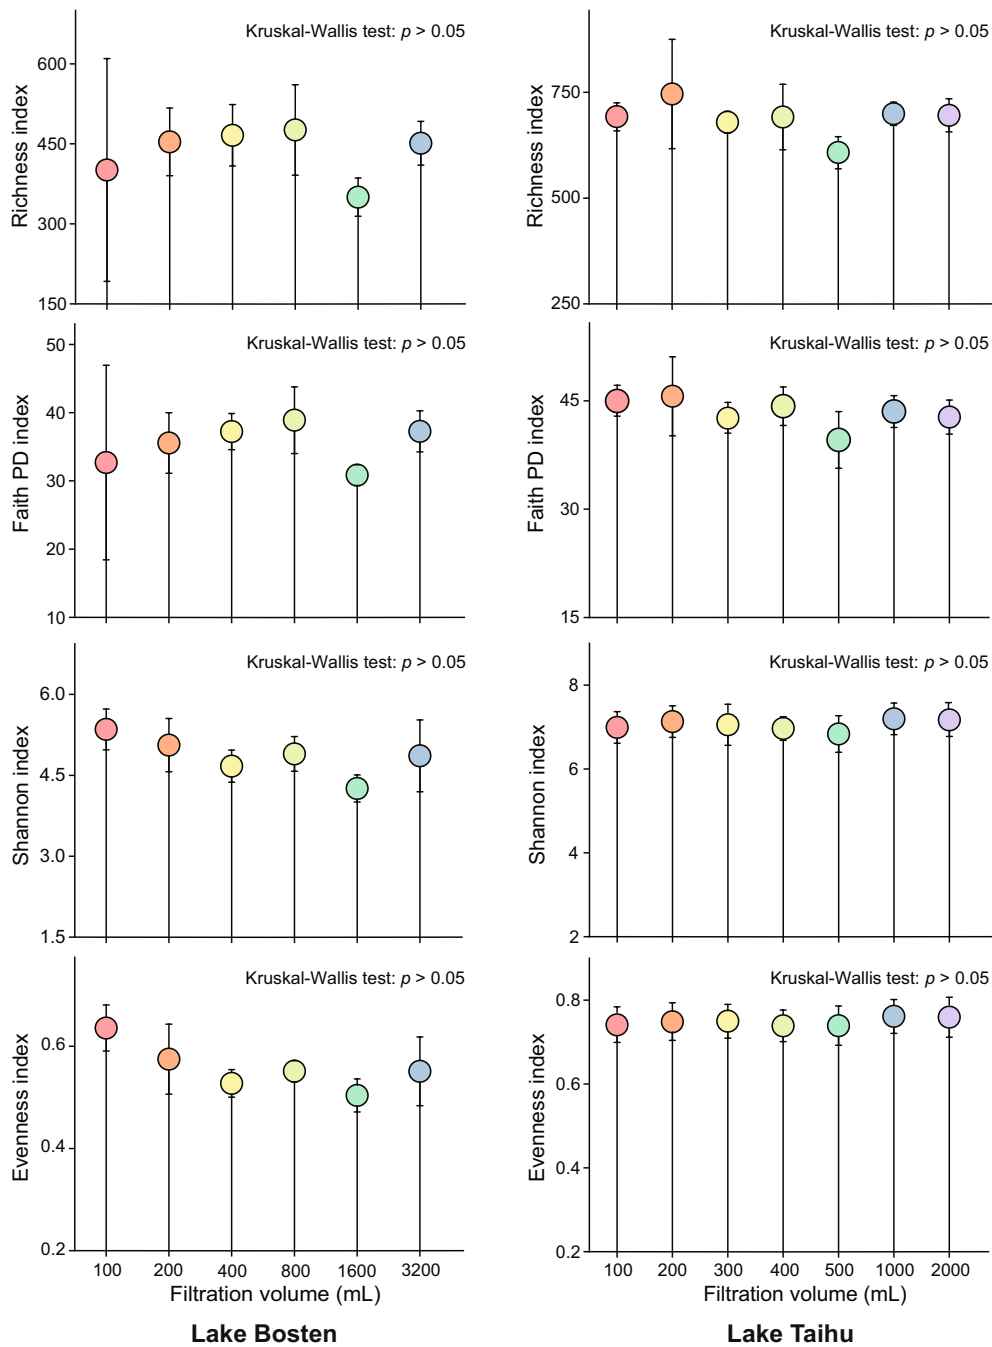 Kruskal-Wallis test: p > 0.05
Richness index
600
450
300
150
Kruskal-Wallis test: p > 0.05
Richness index
750
500
250
Kruskal-Wallis test: p > 0.05
Faith PD index
50
40
30
20
10
Kruskal-Wallis test: p > 0.05
Faith PD index
45
30
15
Kruskal-Wallis test: p > 0.05
Shannon index
6.0
4.5
3.0
1.5
Kruskal-Wallis test: p > 0.05
Shannon index
8
6
4
2
Kruskal-Wallis test: p > 0.05
Evenness index
0.6
0.4
0.2
100 200 400 800 1600 3200
Filtration volume (mL)
Lake Bosten
Kruskal-Wallis test: p > 0.05
Evenness index
0.8
0.6
0.4
0.2
100 200 300 400 500 1000 2000
Filtration volume (mL)
Lake Taihu